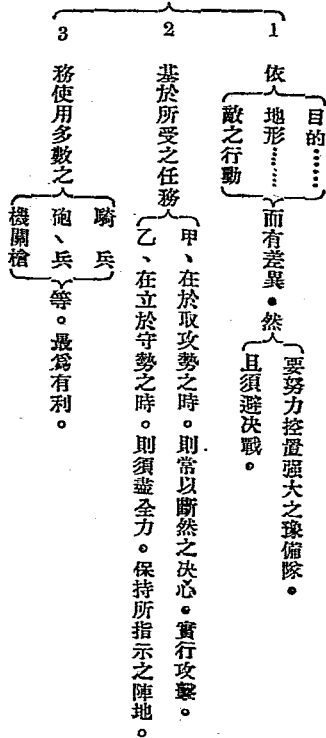 1
依
目的……
地形……
敵之行動
而有差異。然
要努力控置强大之豫備隊。
且須避决戰。
2
基於所受之任務
甲、在於取攻勢之時。則常以斷然之决心。實行攻擊。
乙、在立於守勢之時。則須盡全力。保持所指示之陣地。
3
務使用多數之
騎兵
砲、兵
機關槍
等。最爲有利。